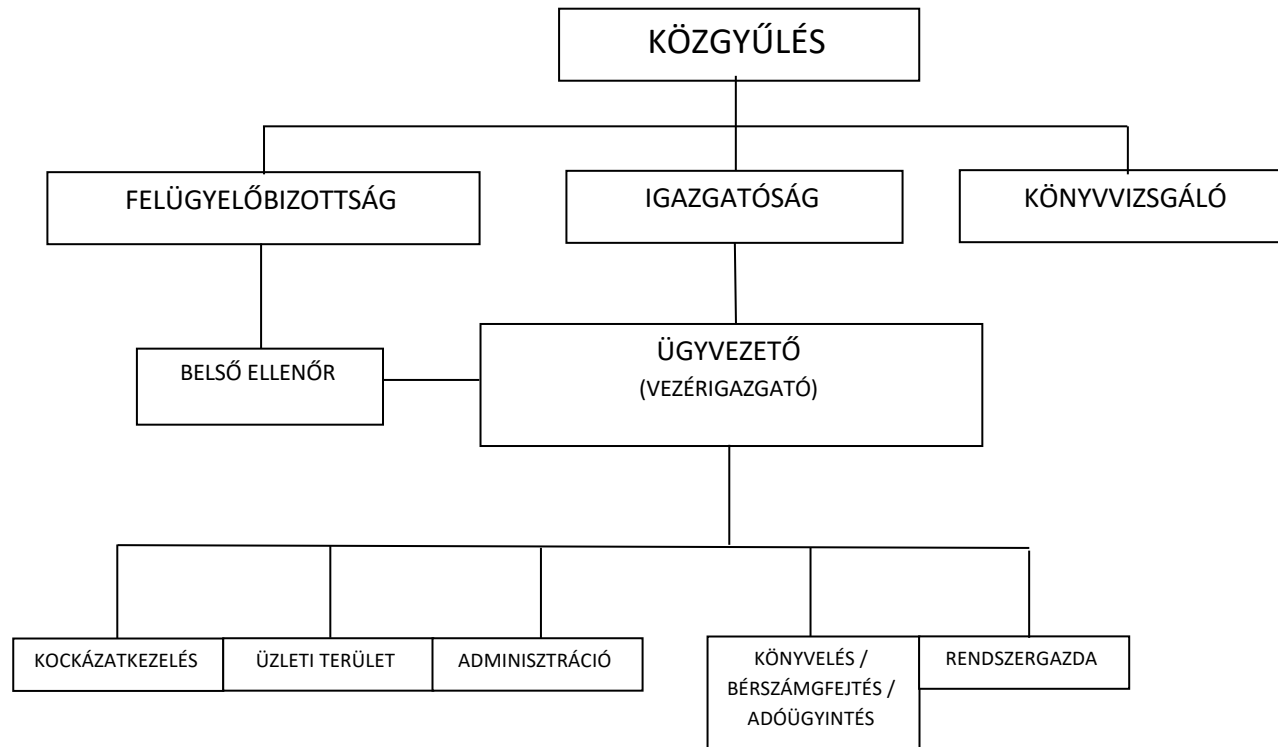 KÖZGYŰLÉS
FELÜGYELŐBIZOTTSÁG
IGAZGATÓSÁG
KÖNYVVIZSGÁLÓ
BELSŐ ELLENŐR
ÜGYVEZETŐ
(VEZÉRIGAZGATÓ)
KOCKÁZATKEZELÉS
ÜZLETI TERÜLET
ADMINISZTRÁCIÓ
KÖNYVELÉS /
BÉRSZÁMGFEJTÉS /
ADÓÜGYINTÉS
RENDSZERGAZDA